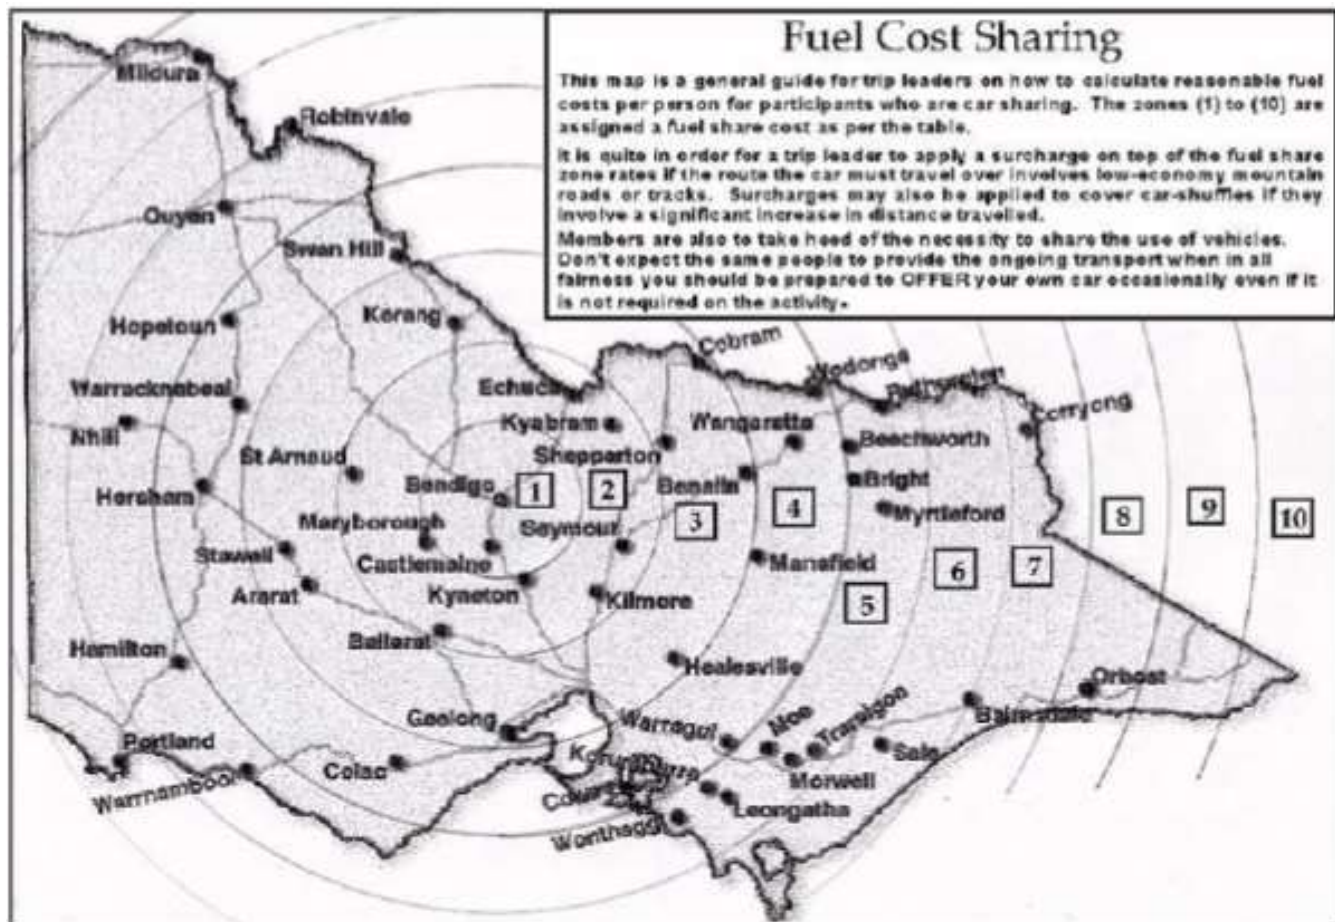 Fuel Cost Sharing
This map is a general guide for trip leaders on how to calculate reasonable fuel
costs per person for participants who are car sharing. The zones (1) to (10) are
assigned a fuel share cost as per the table.
It is quite in order for a trip leader to apply a surcharge on top of the fuel share
zone rates if the route the car must travel over involves low-economy mountain
roads or tracks. Surcharges may also be applied to cover car-shuffles if they
involve a significant increase in distance travelled.
Members are also to take heed of the necessity to share the use of vehicles.
Don't expect the same people to provide the ongoing transport when in all
fairness you should be prepared to OFFER your own car occasionally even if it
is not required on the activity.
Mildura
Robinvale
Ouyen
Swan Hill
Hopetoun
Kerang
Cobram
Wodonga
Warracknabeal
Echuca
Corryong
Nhill
Kyabram
Wangaratta
Shepparton
Beechworth
St Arnaud
Benalla
Bright
Horsham
Bendigo
1
2
3
4
8
9
10
Maryborough
Seymour
Myrtleford
Stawell
Castlemaine
Mansfield
6
7
Ararat
Kyneton
Kilmore
5
Ballarat
Hamilton
Healesville
Orbost
Geelong
Warragul
Moe
Traralgon
Bairnsdale
Portland
Sale
Warrnambool
Colac
Morwell
Leongatha
Wonthaggi